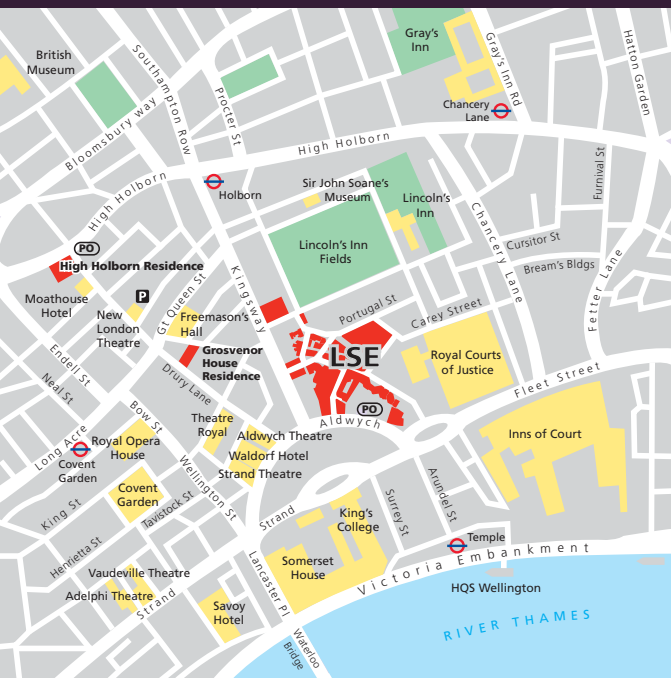 British
Museum
Southampton Row
Procter St
Gray's
Inn
Gray's Inn Rd
Hatton Garden
Chancery
Lane
Bloomsbury way
High Holborn
Furnival St
Holborn
Sir John Soane's
Museum
Lincoln's
Inn
High Holborn
Chancery Lane
Cursitor St
Bream's Bldgs
Fetter Lane
Lincoln's Inn
Fields
PO
High Holborn Residence
Kingsway
Moathouse
Hotel
P
New
London
Theatre
Gt Queen St
Freemason's
Hall
Portugal St
Carey Street
Grosvenor
House
Residence
LSE
Royal Courts
of Justice
Endell St
Neal St
Drury Lane
Fleet Street
Bow St
PO
Aldwych
Theatre
Royal
Long Acre
Royal Opera
House
Aldwych Theatre
Waldorf Hotel
Strand Theatre
Inns of Court
Covent
Garden
Covent
Garden
Wellington St
Arundel St
Surrey St
King St
Tavistock St
Strand
King's
College
Henrietta St
Temple
Somerset
House
Victoria Embankment
Vaudeville Theatre
Adelphi Theatre
Strand
Lancaster Pl
HQS Wellington
Savoy
Hotel
RIVER THAMES
Waterloo
Bridge